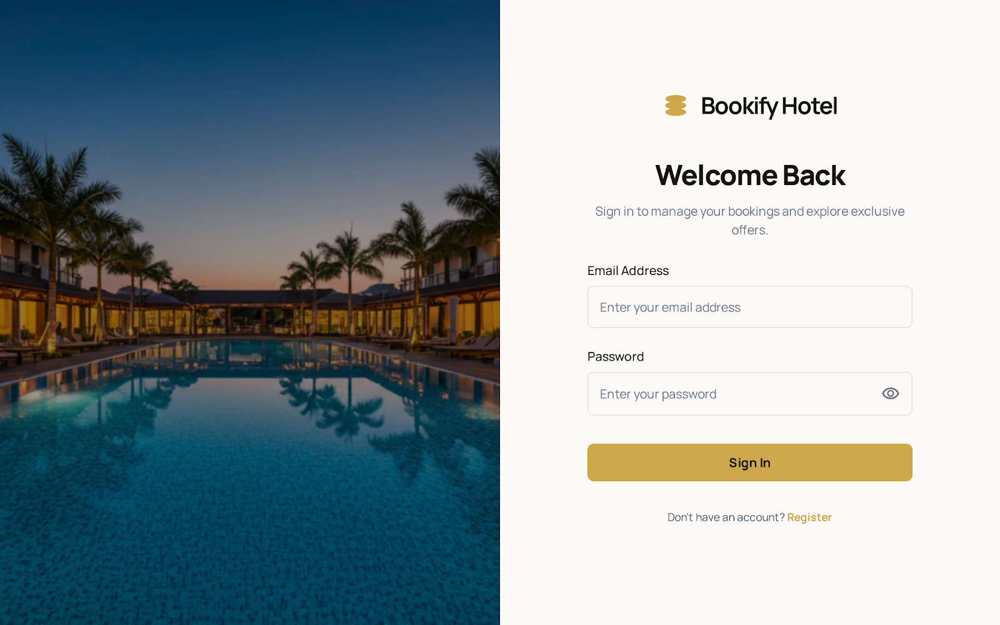 Bookify Hotel
Welcome Back
Sign in to manage your bookings and explore exclusive
offers.
Email Address
Enter your email address
Password
Enter your password
Sign In
Don't have an account? Register